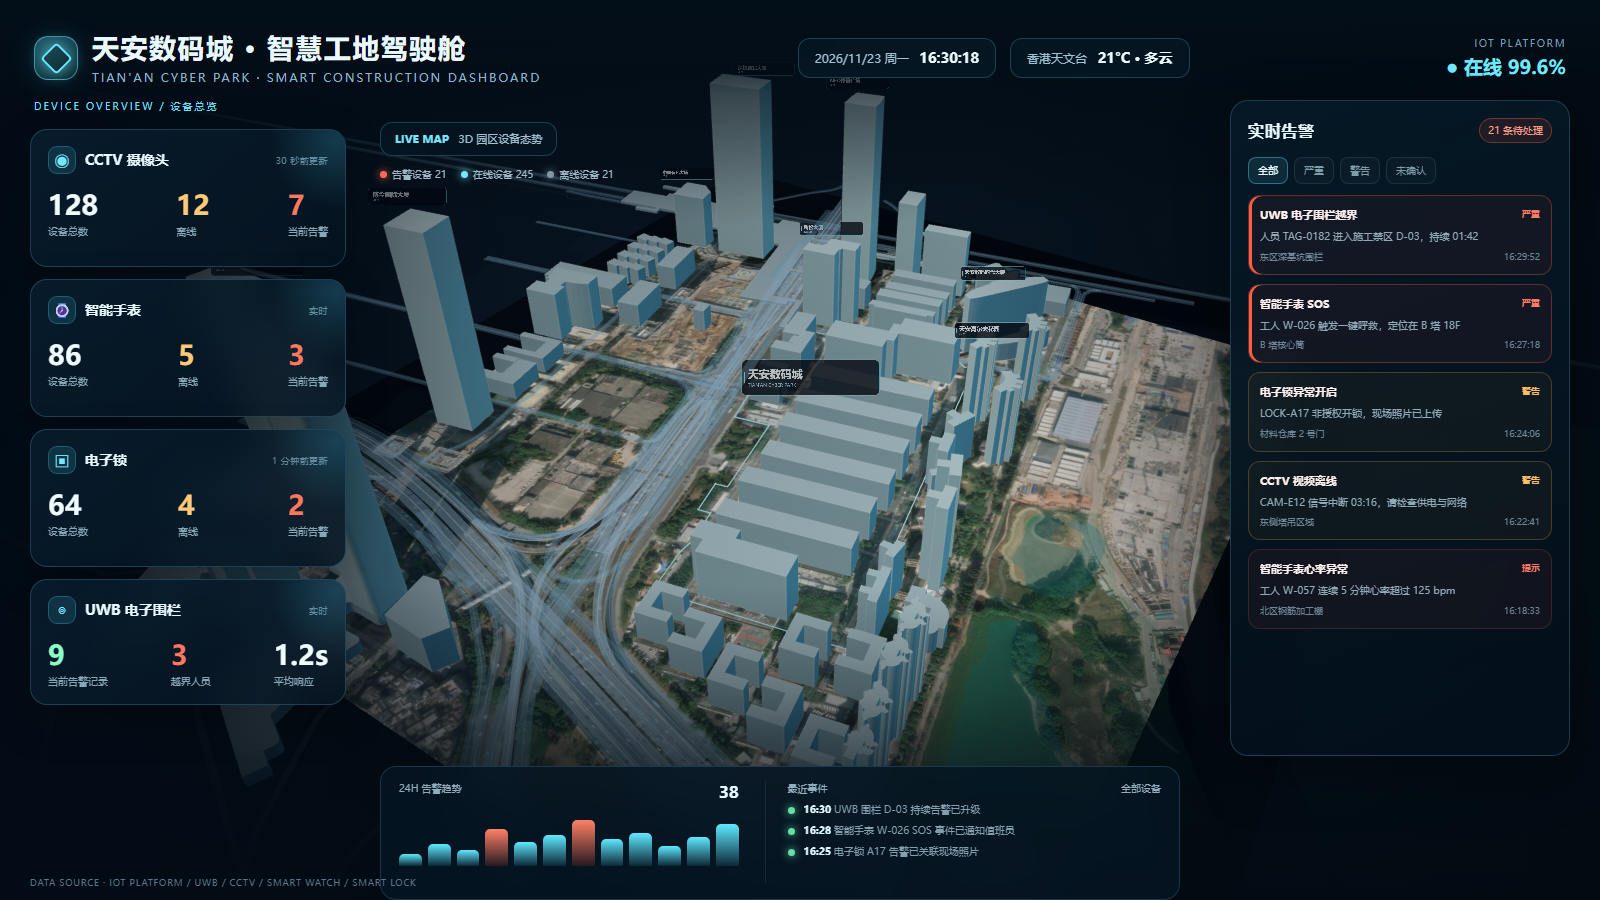 天安数码城 • 智慧工地驾驶舱
TIAN'AN CYBER PARK · SMART CONSTRUCTION DASHBOARD
2026/11/23 周一 16:30:18
香港天文台 21°C • 多云
IOT PLATFORM
● 在线 99.6%
DEVICE OVERVIEW / 设备总览
CCTV 摄像头
30 秒前更新
128 12 7
设备总数 离线 当前告警
智能手表
实时
86 5 3
设备总数 离线 当前告警
电子锁
1 分钟前更新
64 4 2
设备总数 离线 当前告警
UWB 电子围栏
实时
9 3 1.2s
当前告警记录 越界人员 平均响应
LIVE MAP 3D 园区设备态势
告警设备 21 在线设备 245 离线设备 21
天安数码城
TIAN'AN CYBER PARK
实时告警
21 条待处理
全部 严重 警告 未确认
UWB 电子围栏越界 严重
人员 TAG-0182 进入施工禁区 D-03，持续 01:42
东区深基坑围栏 16:29:52
智能手表 SOS 严重
工人 W-026 触发一键呼救，定位在 B 塔 18F
B 塔核心筒 16:27:18
电子锁异常开启 警告
LOCK-A17 非授权开锁，现场照片已上传
材料仓库 2 号门 16:24:06
CCTV 视频离线 警告
CAM-E12 信号中断 03:16，请检查供电与网络
东侧塔吊区域 16:22:41
智能手表心率异常 提示
工人 W-057 连续 5 分钟心率超过 125 bpm
北区钢筋加工棚 16:18:33
24H 告警趋势 38
最近事件 全部设备
16:30 UWB 围栏 D-03 持续告警已升级
16:28 智能手表 W-026 SOS 事件已通知值班员
16:25 电子锁 A17 告警已关联现场照片
DATA SOURCE · IOT PLATFORM / UWB / CCTV / SMART WATCH / SMART LOCK